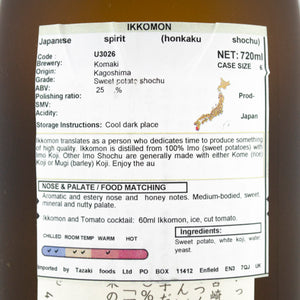 IKKOMON
Japanese spirit (honkaku shochu)
Code : U3026
Brewery: Komaki
Origin: Kagoshima
Grade: Sweet potato shochu
ABV: 25 .%
Polishing ratio:
SMV:
Acidity:
NET: 720ml
CASE SIZE 6
Prod-
Japan
Storage Instructions: Cool dark place
Ikkomon translates as a person who dedicates time to produce something
of high quality. Ikkomon is distilled from 100% Imo (sweet potatoes) with
Imo Koji. Other Imo Shochu are generally made with either Kome (rice)
Koji or Mugi (barley) Koji. Enjoy the au
NOSE & PALATE / FOOD MATCHING
Aromatic and estery nose and honey notes. Medium-bodied, sweet,
mineral and nutty palate.
Ikkomon and Tomato cocktail: 60ml Ikkomon, ice, cut tomato.
CHILLED ROOM TEMP WARM HOT
Ingredients:
Sweet potato, white koji, water,
yeast.
Imported by Tazaki foods Ltd PO BOX 11412 Enfield EN3 7QJ UK